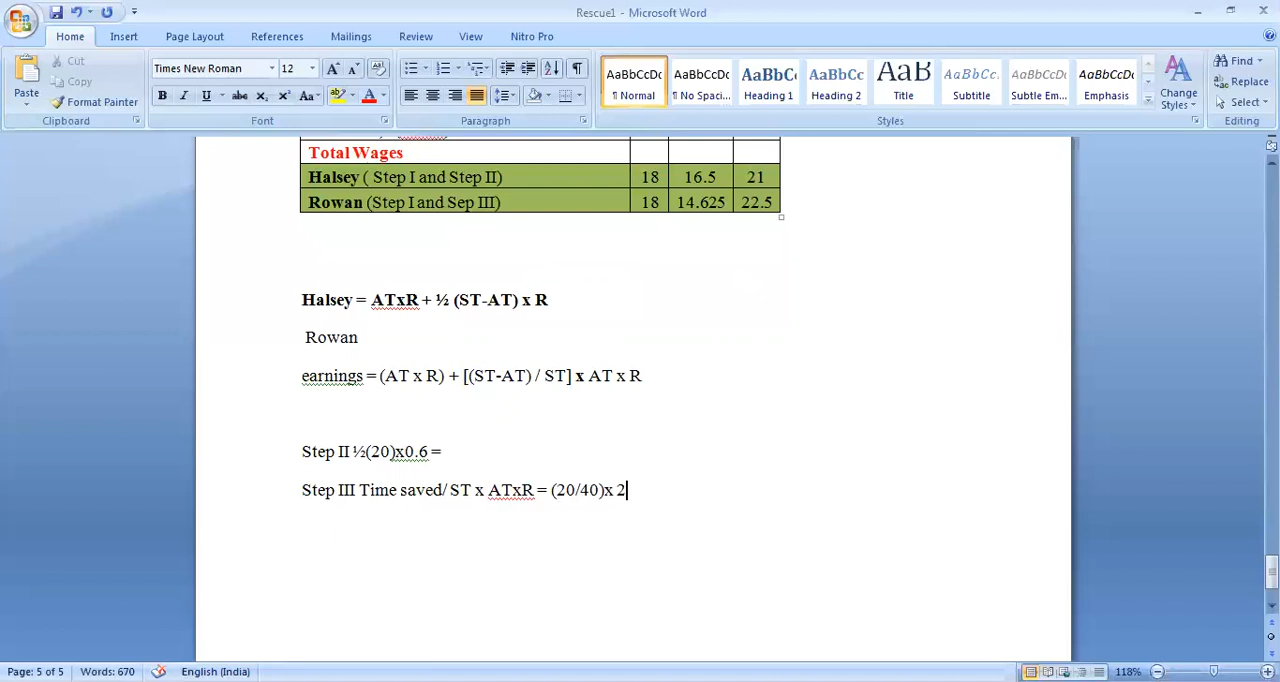 Rescue1 - Microsoft Word
Home Insert Page Layout References Mailings Review View Nitro Pro
Paste
Cut
Copy
Format Painter
Clipboard
Times New Roman 12
Font
Paragraph
AaBbCcDc AaBbCcDc AaBbCc AaBbCc AaB AaBbCc. AaBbCcDc AaBbCcDc
¶ Normal ¶ No Spaci... Heading 1 Heading 2 Title Subtitle Subtle Em... Emphasis
Change Styles
Styles
Find
Replace
Select
Editing
Total Wages
Halsey ( Step I and Step II) 18 16.5 21
Rowan (Step I and Sep III) 18 14.625 22.5
Halsey = ATxR + ½ (ST-AT) x R
Rowan
earnings = (AT x R) + [(ST-AT) / ST] x AT x R
Step II ½(20)x0.6 =
Step III Time saved/ ST x ATxR = (20/40)x 2
Page: 5 of 5 Words: 670 English (India) 118%